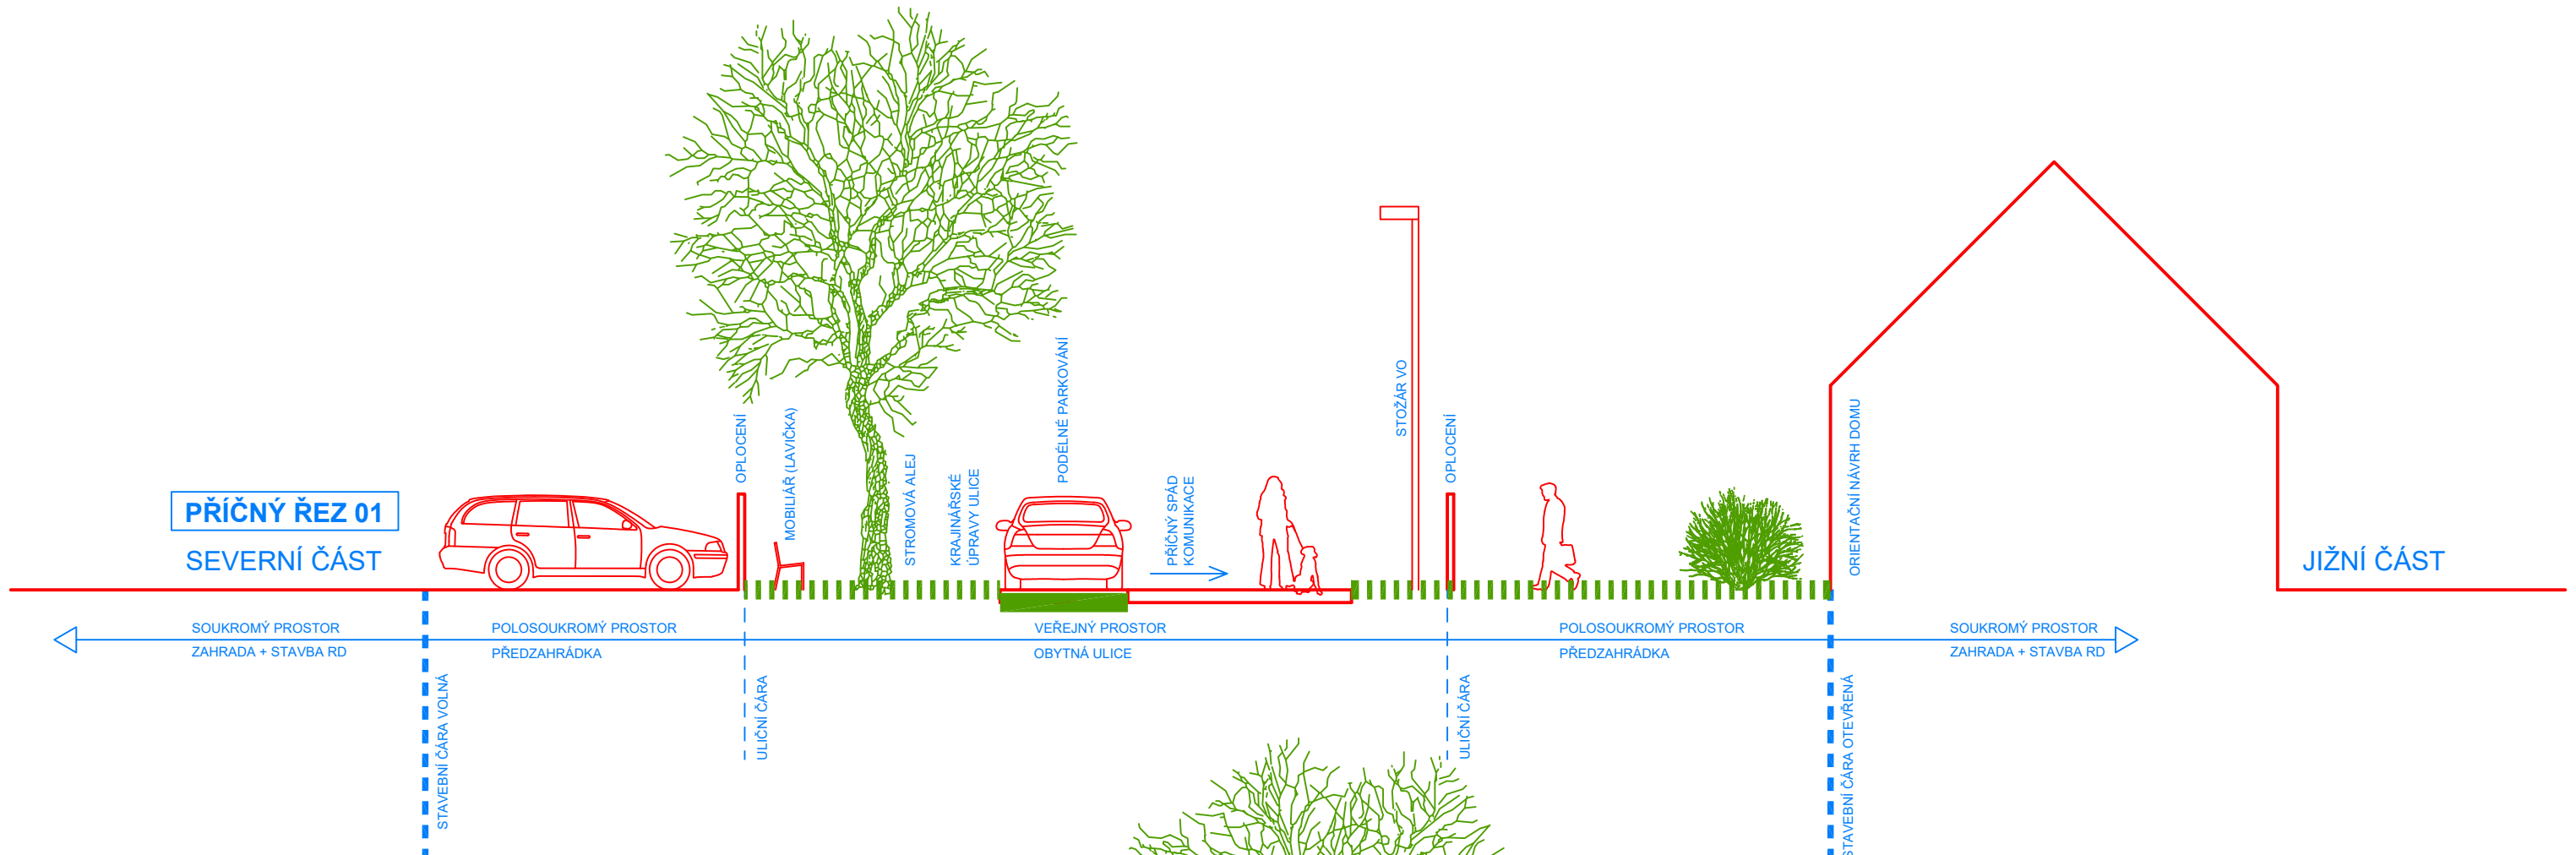 PODÉLNÉ PARKOVÁNÍ
STOŽÁR VO
OPLOCENÍ
MOBILIÁŘ (LAVIČKA)
STROMOVÁ ALEJ
KRAJINÁŘSKÉ
ÚPRAVY ULICE
PŘÍČNÝ SPÁD
KOMUNIKACE
OPLOCENÍ
ORIENTAČNÍ NÁVRH DOMU
PŘÍČNÝ ŘEZ 01
SEVERNÍ ČÁST
JIŽNÍ ČÁST
SOUKROMÝ PROSTOR
ZAHRADA + STAVBA RD
POLOSOUKROMÝ PROSTOR
PŘEDZAHRÁDKA
VEŘEJNÝ PROSTOR
OBYTNÁ ULICE
POLOSOUKROMÝ PROSTOR
PŘEDZAHRÁDKA
SOUKROMÝ PROSTOR
ZAHRADA + STAVBA RD
STAVEBNÍ ČÁRA VOLNÁ
ULIČNÍ ČÁRA
ULIČNÍ ČÁRA
STAVEBNÍ ČÁRA OTEVŘENÁ